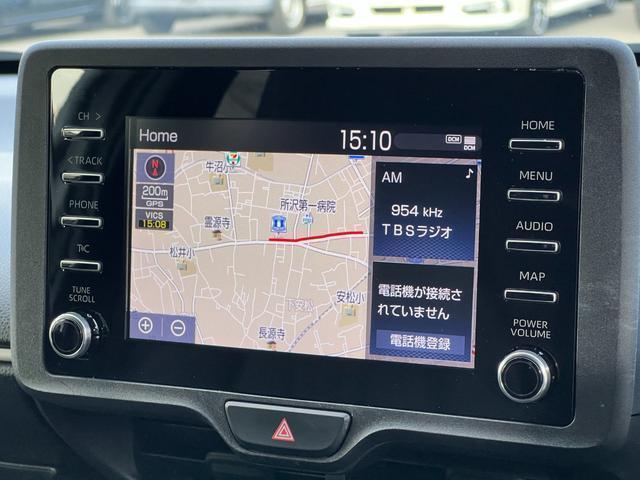 CH >
< TRACK
PHONE
T/C
TUNE
SCROLL
Home
15:10
DCM
DCM
N
200m
GPS
VICS
15:08
牛沼小
所沢第一病院
霊源寺
松井小
下安松
安松小
長源寺
AM
954 kHz
TBSラジオ
電話機が接続さ
れていません
電話機登録
HOME
MENU
AUDIO
MAP
POWER
VOLUME